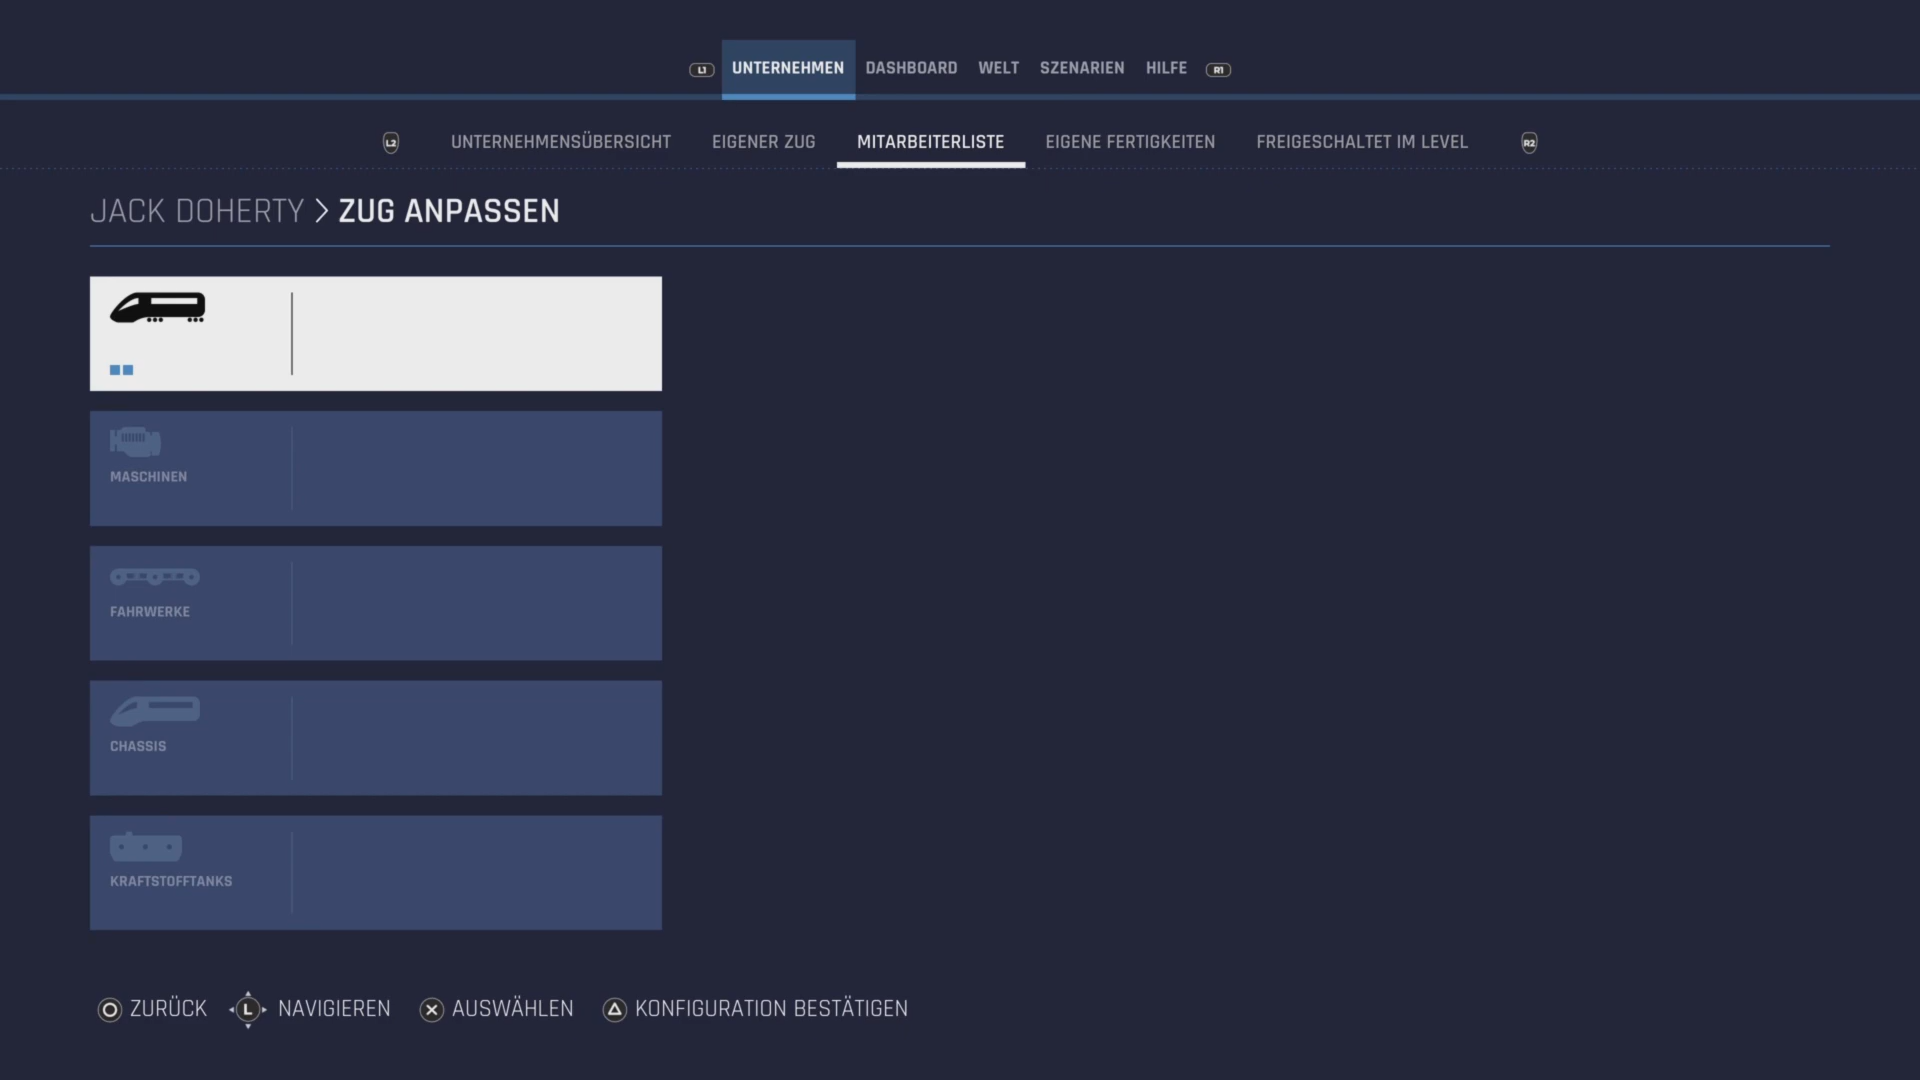 L1 UNTERNEHMEN DASHBOARD WELT SZENARIEN HILFE R1
L2 UNTERNEHMENSÜBERSICHT EIGENER ZUG MITARBEITERLISTE EIGENE FERTIGKEITEN FREIGESCHALTET IM LEVEL R2
JACK DOHERTY > ZUG ANPASSEN
MASCHINEN
FAHRWERKE
CHASSIS
KRAFTSTOFFTANKS
ZURÜCK L NAVIGIEREN AUSWÄHLEN KONFIGURATION BESTÄTIGEN